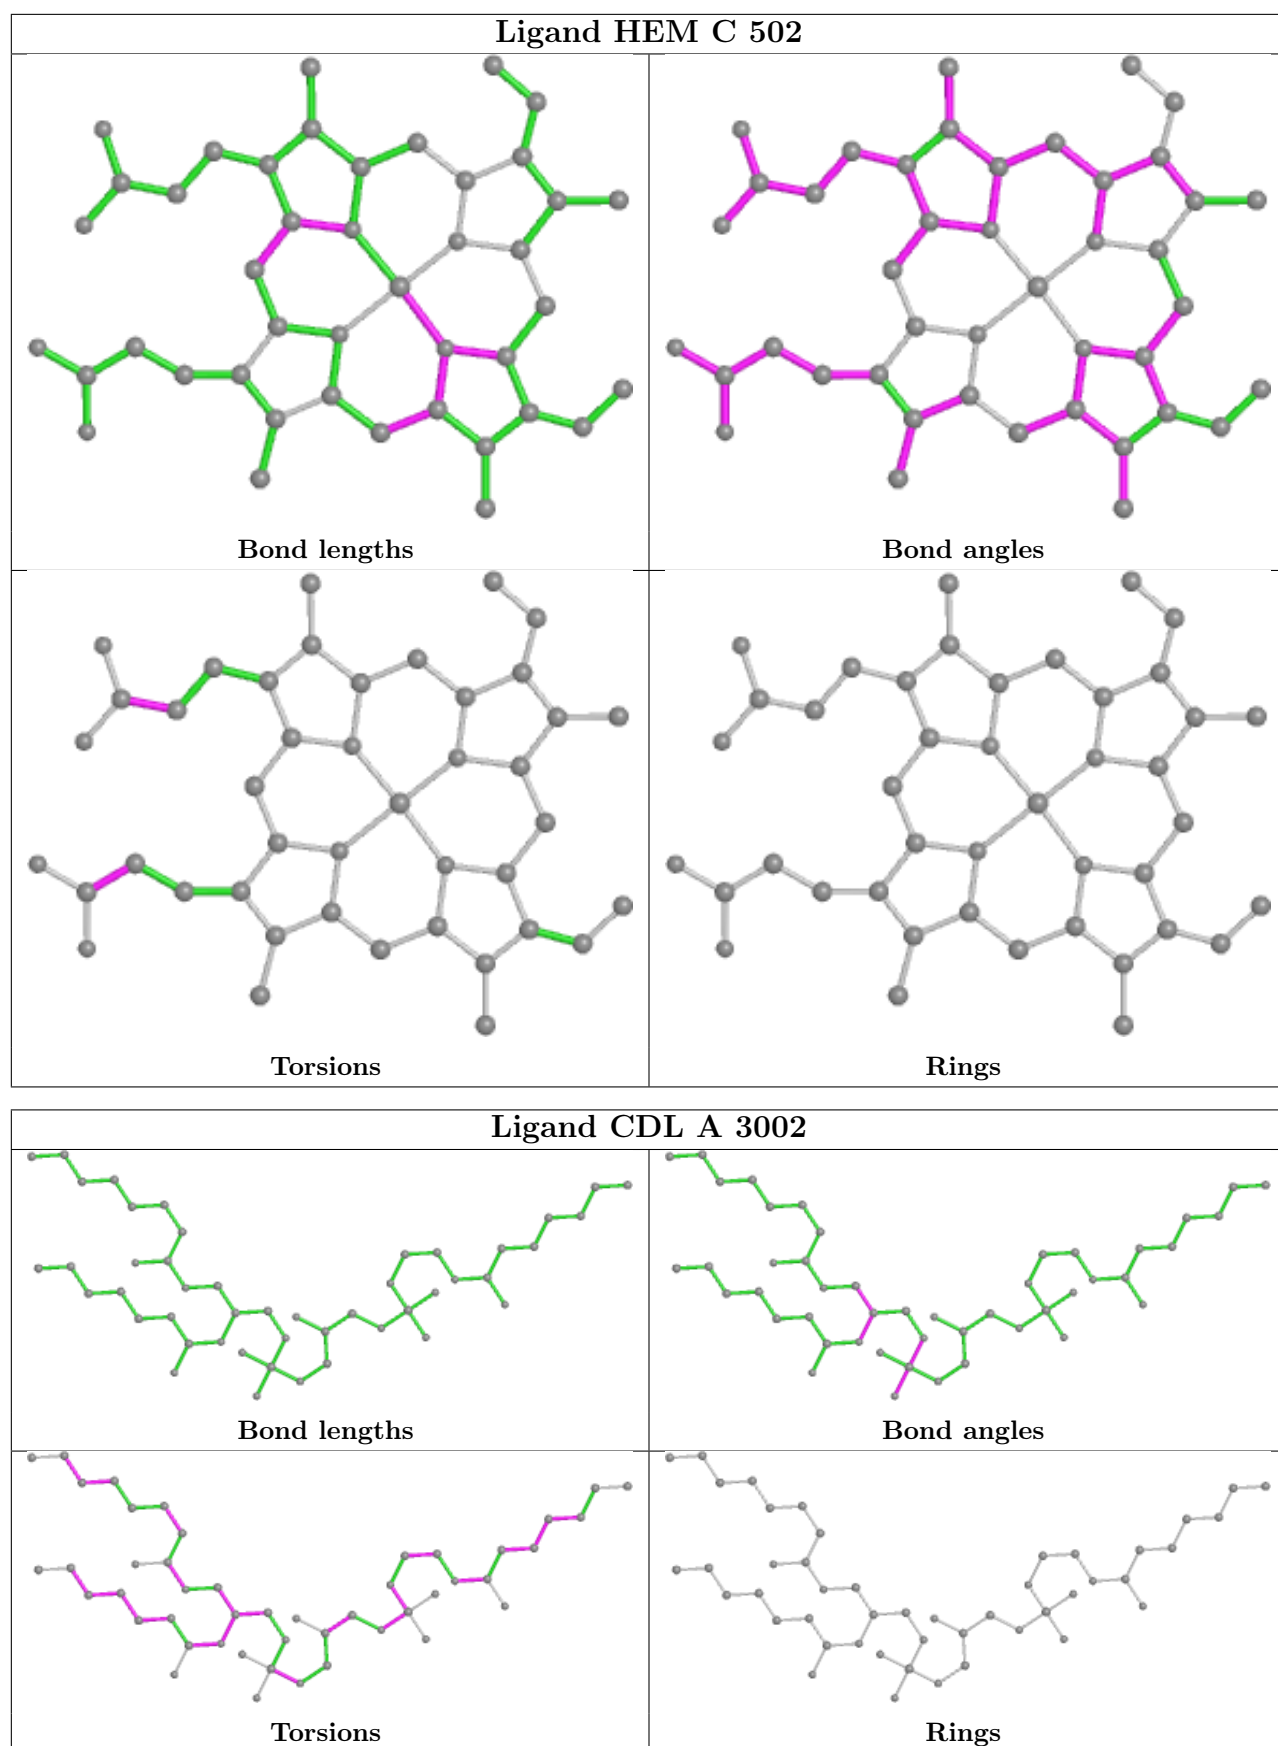 Ligand HEM C 502
Bond lengths
Bond angles
Torsions
Rings
Ligand CDL A 3002
Bond lengths
Bond angles
Torsions
Rings